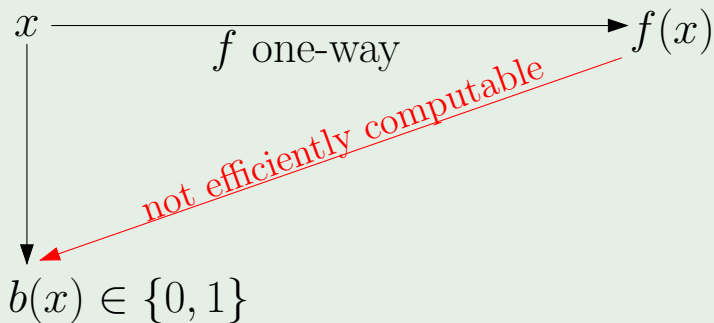 x
f(x)
f one-way
not efficiently computable
b(x) ∈ {0, 1}